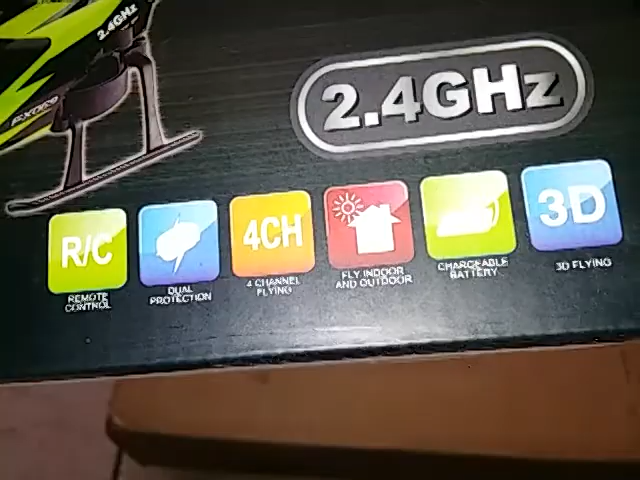 2.4GHz
2.4GHz
R/C
4CH
3D
REMOTE
CONTROL
DUAL
PROTECTION
4 CHANNEL
FLYING
FLY INDOOR
AND OUTDOOR
CHARGEABLE
BATTERY
3D FLYING